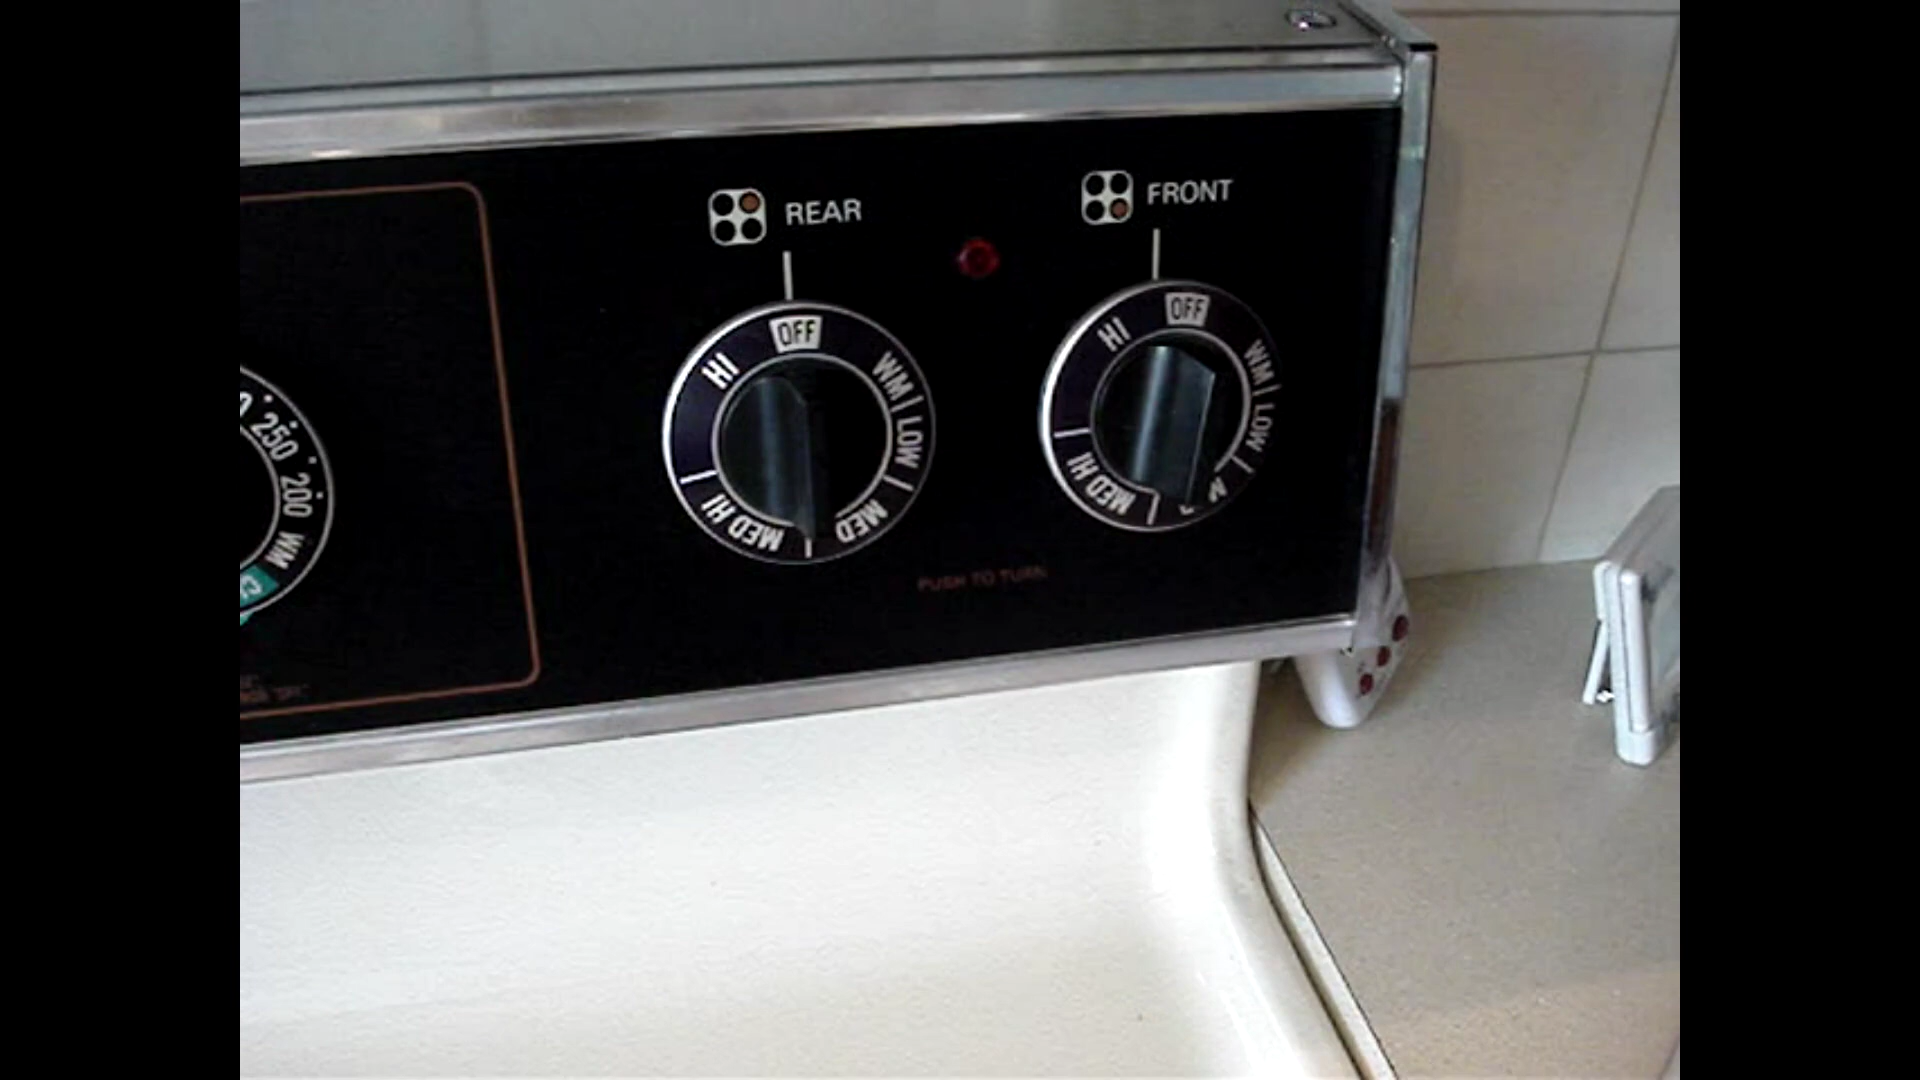 REAR
FRONT
OFF
HI
WM
LOW
MED
MED HI
OFF
HI
WM
LOW
MED HI
250
200
WM
PUSH TO TURN